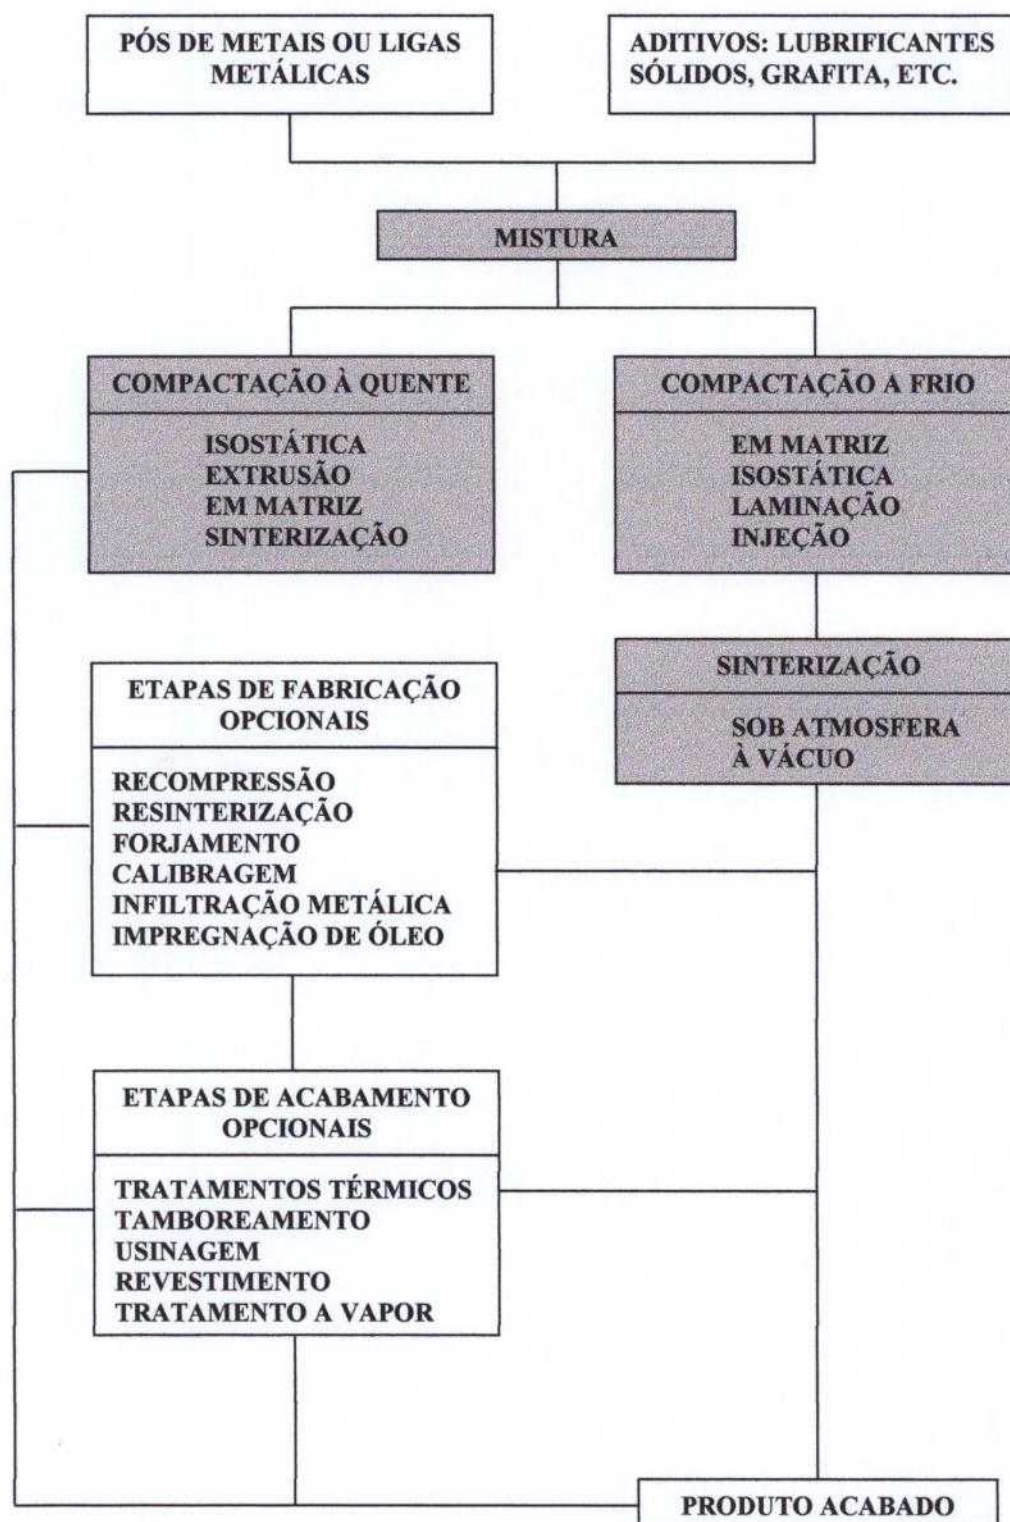 PÓS DE METAIS OU LIGAS
METÁLICAS
ADITIVOS: LUBRIFICANTES
SÓLIDOS, GRAFITA, ETC.
MISTURA
COMPACTAÇÃO À QUENTE
ISOSTÁTICA
EXTRUSÃO
EM MATRIZ
SINTERIZAÇÃO
COMPACTAÇÃO A FRIO
EM MATRIZ
ISOSTÁTICA
LAMINAÇÃO
INJEÇÃO
SINTERIZAÇÃO
SOB ATMOSFERA
À VÁCUO
ETAPAS DE FABRICAÇÃO
OPCIONAIS
RECOMPRESSÃO
RESINTERIZAÇÃO
FORJAMENTO
CALIBRAGEM
INFILTRAÇÃO METÁLICA
IMPREGNAÇÃO DE ÓLEO
ETAPAS DE ACABAMENTO
OPCIONAIS
TRATAMENTOS TÉRMICOS
TAMBOREAMENTO
USINAGEM
REVESTIMENTO
TRATAMENTO A VAPOR
PRODUTO ACABADO